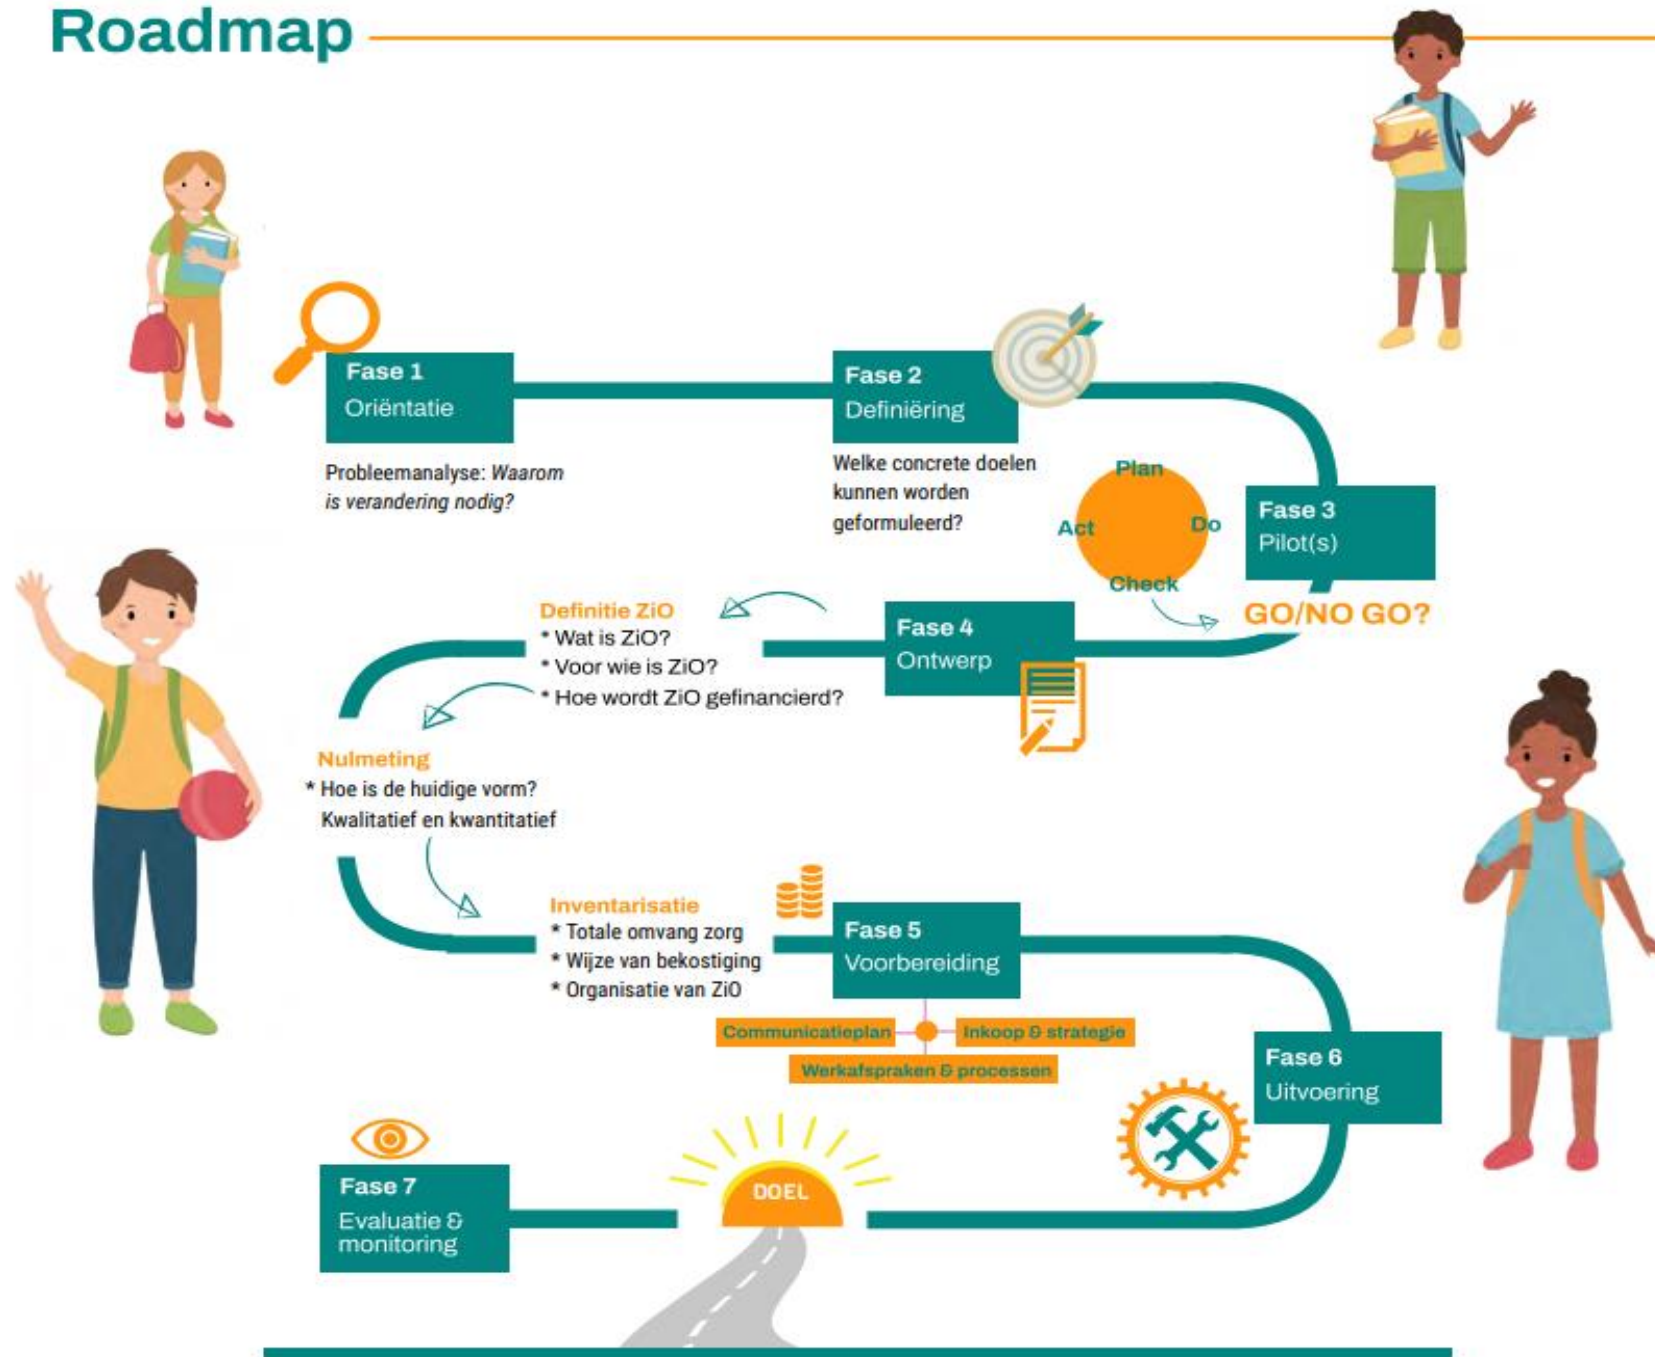 Roadmap
Fase 1
Oriëntatie
Probleemanalyse: Waarom
is verandering nodig?
Fase 2
Definiëring
Welke concrete doelen
kunnen worden
geformuleerd?
Plan
Do
Check
Act
Fase 3
Pilot(s)
GO/NO GO?
Fase 4
Ontwerp
Definitie ZiO
* Wat is ZiO?
* Voor wie is ZiO?
* Hoe wordt ZiO gefinancierd?
Nulmeting
* Hoe is de huidige vorm?
Kwalitatief en kwantitatief
Inventarisatie
* Totale omvang zorg
* Wijze van bekostiging
* Organisatie van ZiO
Fase 5
Voorbereiding
Communicatieplan
Inkoop & strategie
Werkafspraken & processen
Fase 6
Uitvoering
DOEL
Fase 7
Evaluatie &
monitoring